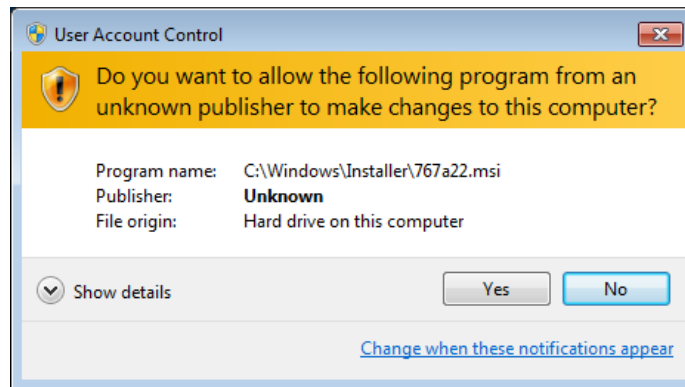 User Account Control
Do you want to allow the following program from an
unknown publisher to make changes to this computer?
Program name: C:\Windows\Installer\767a22.msi
Publisher: Unknown
File origin: Hard drive on this computer
Show details
Yes
No
Change when these notifications appear